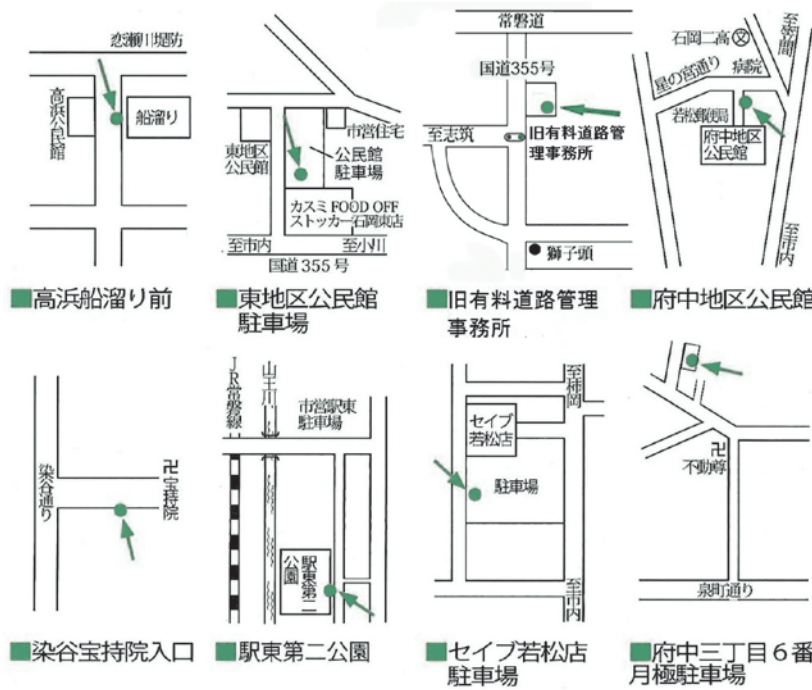 恋瀬川堤防
高浜公民館
船溜り
■高浜船溜り前
市営住宅
東地区
公民館
公民館
駐車場
カスミ FOOD OFF
ストッカー石岡東店
至市内
至小川
国道 355 号
■東地区公民館
駐車場
常磐道
国道355号
至志筑
旧有料道路管
理事務所
獅子頭
■旧有料道路管理
事務所
石岡二高
至笠間
星の宮通り
病院
若松郵便局
府中地区
公民館
至市内
■府中地区公民館
染谷通り
卍宝持院
■染谷宝持院入口
JR常磐線
山王川
市営駅東
駐車場
駅東第二
公園
■駅東第二公園
至柿岡
セイブ
若松店
駐車場
至市内
■セイブ若松店
駐車場
卍
不動尊
泉町通り
■府中三丁目6番
月極駐車場